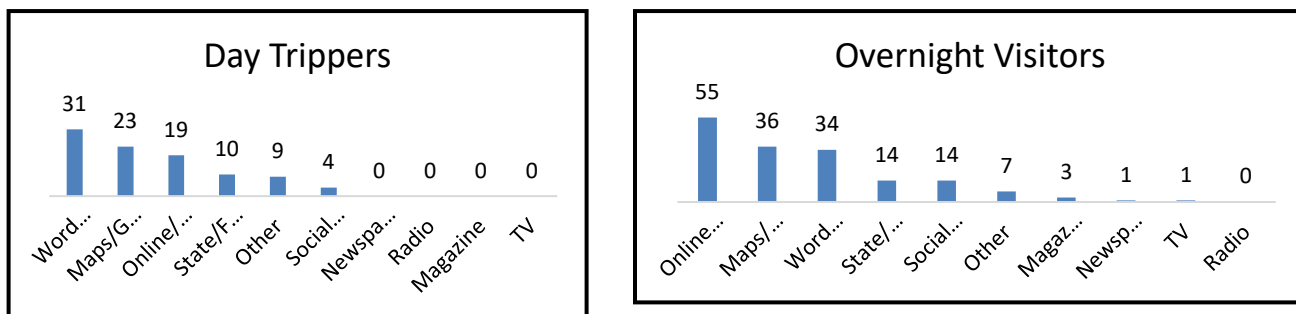 Day Trippers
31
23
19
10
9
4
0
0
0
0
Word...
Maps/G...
Online/...
State/F...
Other
Social...
Newspa...
Radio
Magazine
TV
Overnight Visitors
55
36
34
14
14
7
3
1
1
0
Online...
Maps/...
Word...
State/...
Social...
Other
Magaz...
Newsp...
TV
Radio